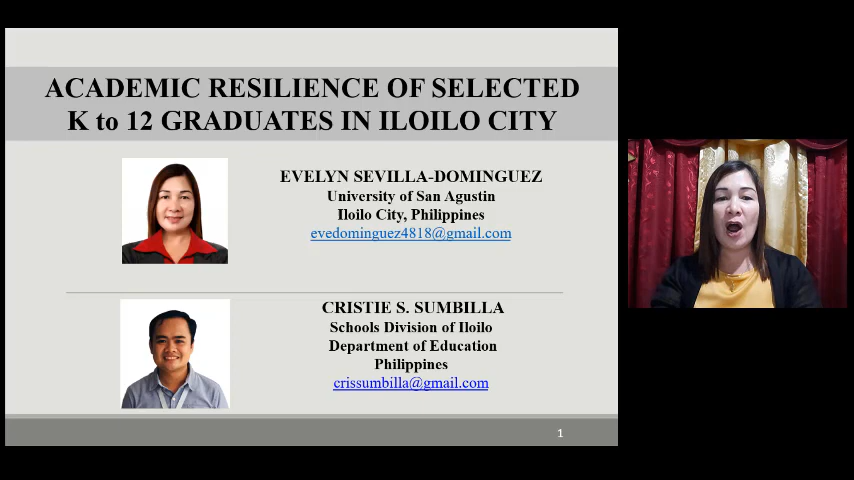 ACADEMIC RESILIENCE OF SELECTED
K to 12 GRADUATES IN ILOILO CITY
EVELYN SEVILLA-DOMINGUEZ
University of San Agustin
Iloilo City, Philippines
evedominguez4818@gmail.com
CRISTIE S. SUMBILLA
Schools Division of Iloilo
Department of Education
Philippines
crissumbilla@gmail.com
1